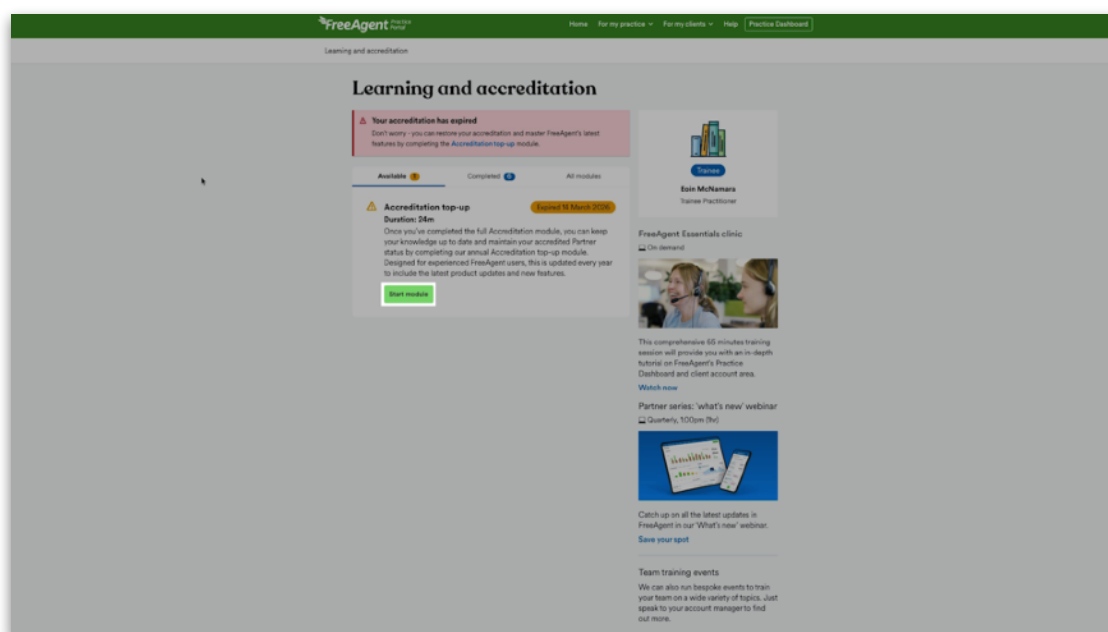 FreeAgent Practice Portal
Home For my practice For my clients Help Practice Dashboard
Learning and accreditation
Learning and accreditation
Your accreditation has expired
Don't worry - you can restore your accreditation and master FreeAgent's latest
features by completing the Accreditation top-up module.
Available 1 Completed 6 All modules
Accreditation top-up
Expired 14 March 2026
Duration: 24m
Once you've completed the full Accreditation module, you can keep
your knowledge up to date and maintain your accredited Partner
status by completing our annual Accreditation top-up module.
Designed for experienced FreeAgent users, this is updated every year
to include the latest product updates and new features.
Start module
Trainee
Eoin McNamara
Trainee Practitioner
FreeAgent Essentials clinic
On demand
This comprehensive 55 minutes training
session will provide you with an in-depth
tutorial on FreeAgent's Practice
Dashboard and client account area.
Watch now
Partner series: 'what's new' webinar
Quarterly, 1:00pm (1hr)
Catch up on all the latest updates in
FreeAgent in our 'What's new' webinar.
Save your spot
Team training events
We can also run bespoke events to train
your team on a wide variety of topics. Just
speak to your account manager to find
out more.